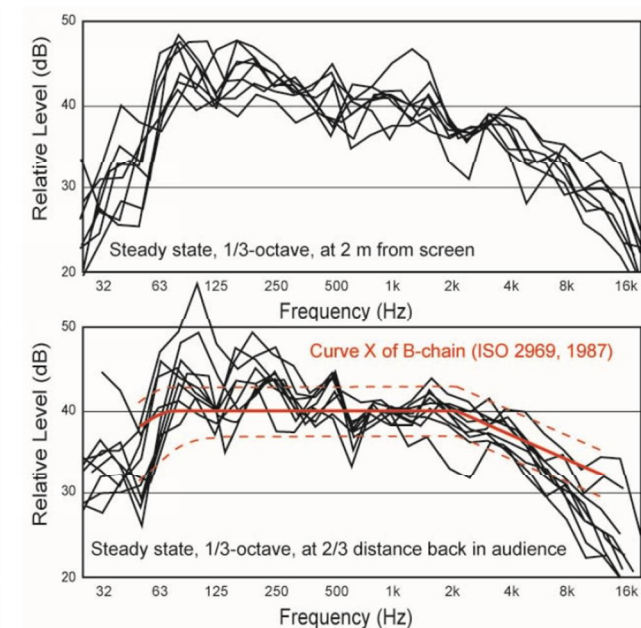 Relative Level (dB)
50
40
30
20
Steady state, 1/3-octave, at 2 m from screen
32 63 125 250 500 1k 2k 4k 8k 16k
Frequency (Hz)
Relative Level (dB)
50
40
30
20
Curve X of B-chain (ISO 2969, 1987)
Steady state, 1/3-octave, at 2/3 distance back in audience
32 63 125 250 500 1k 2k 4k 8k 16k
Frequency (Hz)